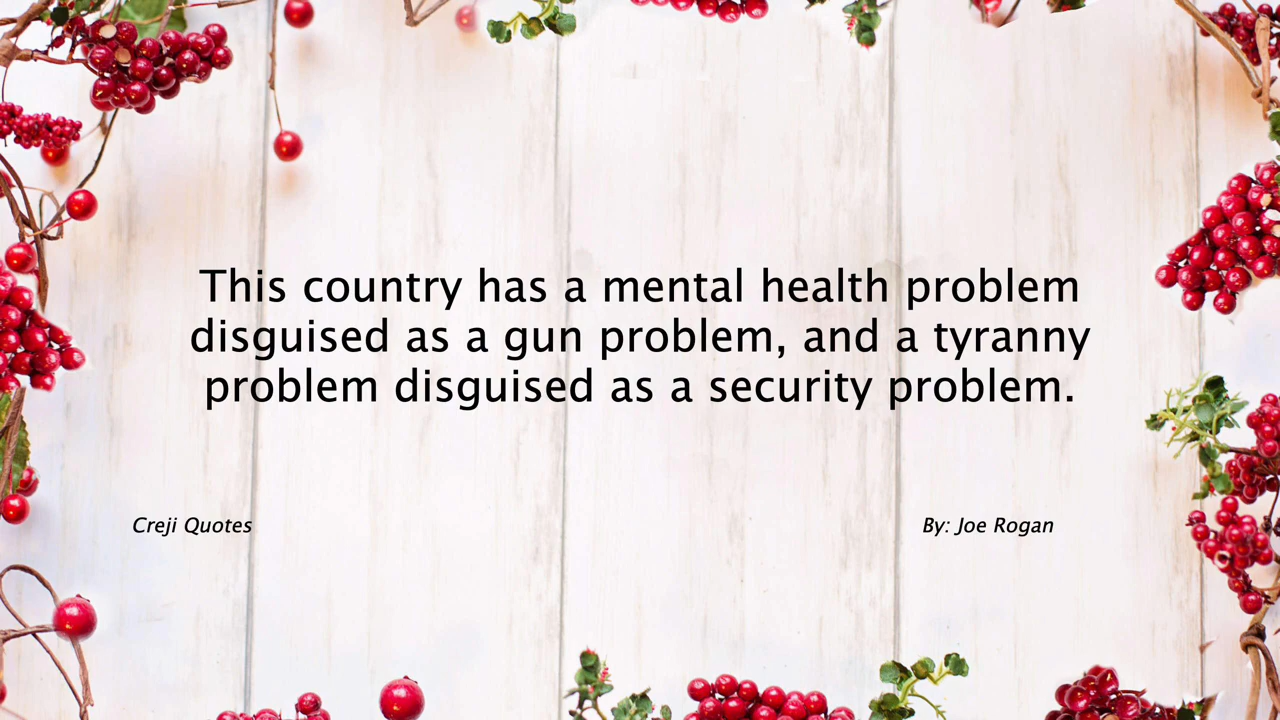 This country has a mental health problem
disguised as a gun problem, and a tyranny
problem disguised as a security problem.
Creji Quotes
By: Joe Rogan